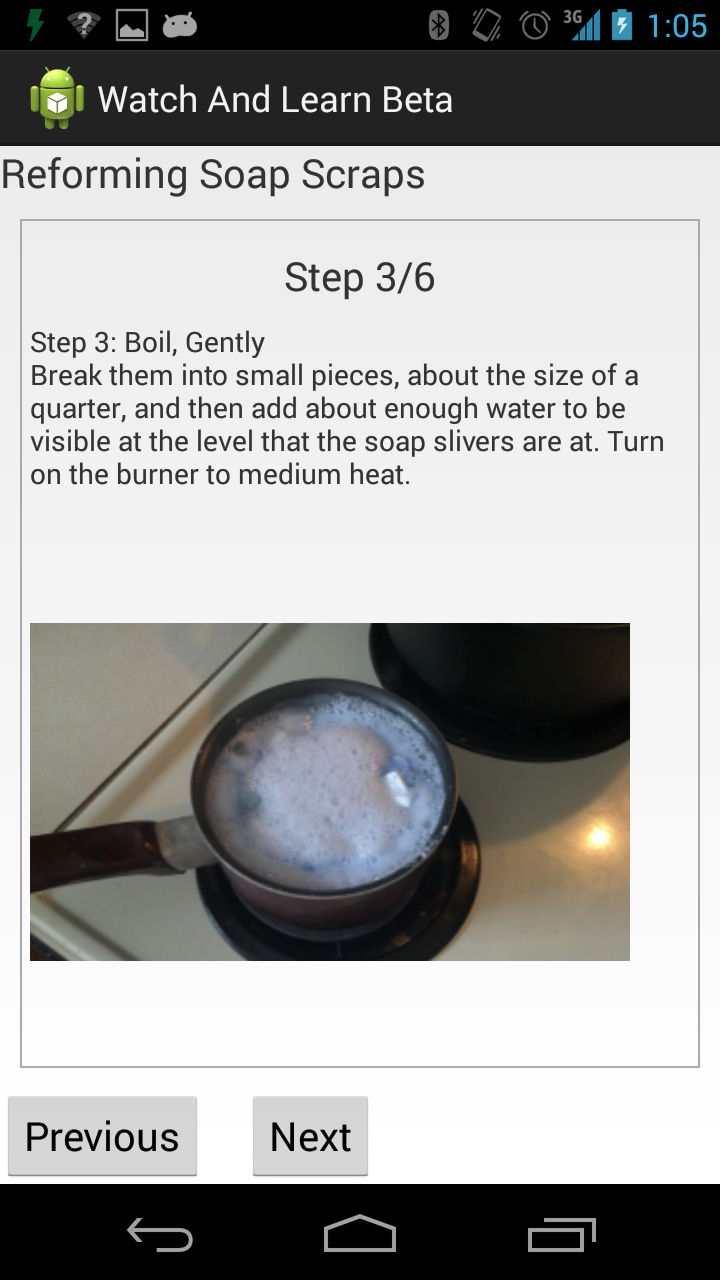 3G 1:05
Watch And Learn Beta
Reforming Soap Scraps
Step 3/6
Step 3: Boil, Gently
Break them into small pieces, about the size of a
quarter, and then add about enough water to be
visible at the level that the soap slivers are at. Turn
on the burner to medium heat.
Previous Next